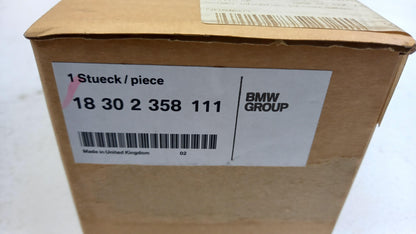 1 Stueck / piece
18 30 2 358 111
BMW
GROUP
Made in United Kingdom 02